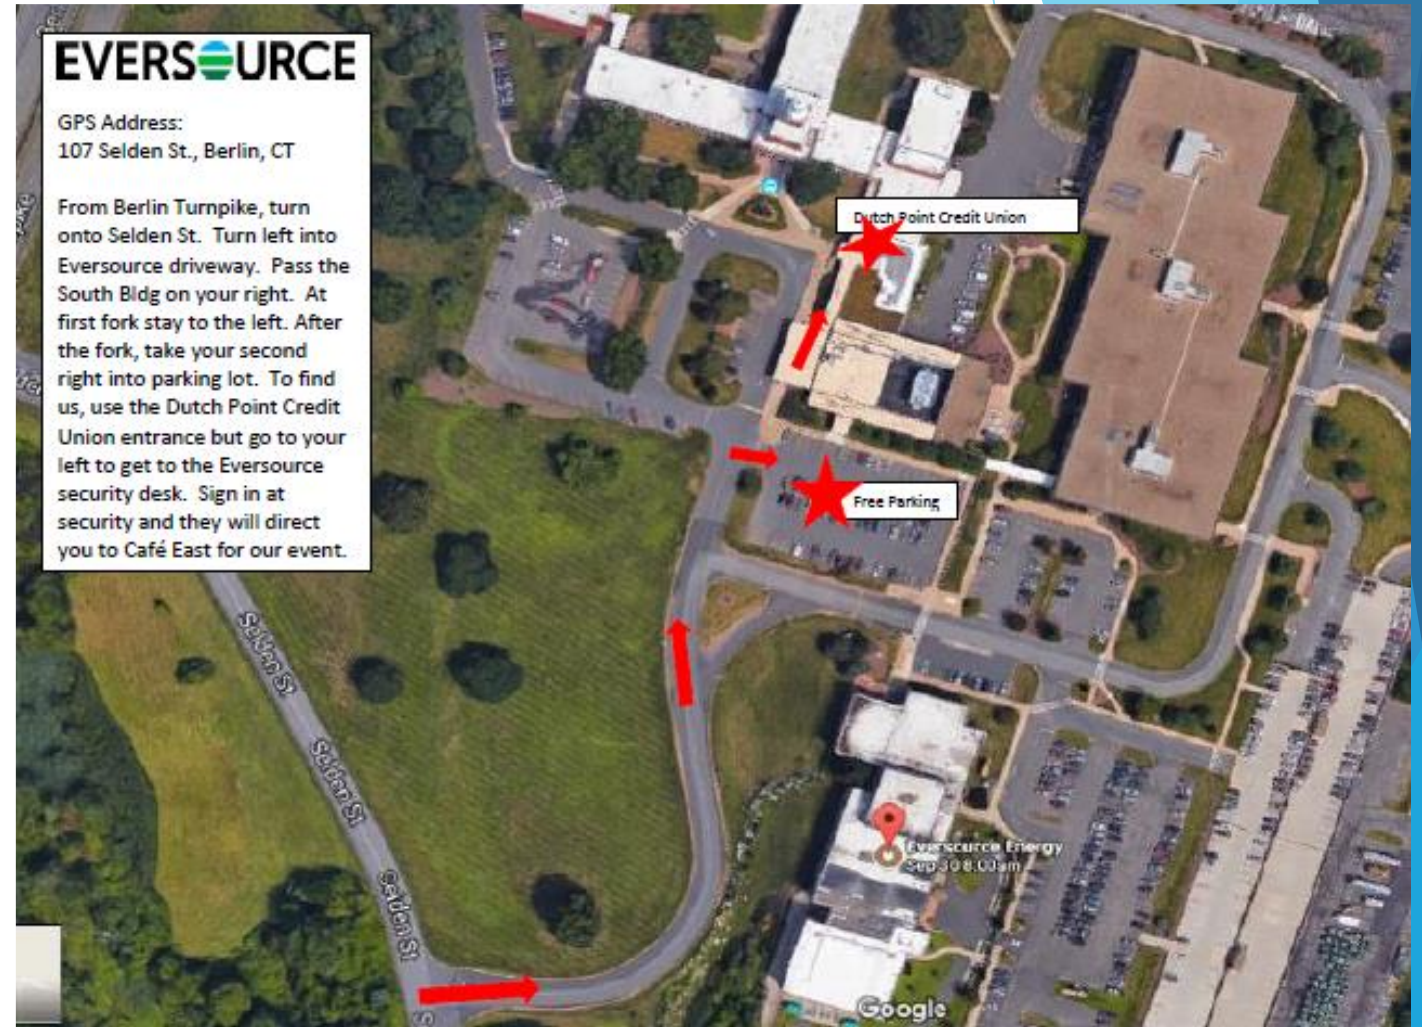 EVERSOURCE
GPS Address:
107 Selden St., Berlin, CT
From Berlin Turnpike, turn
onto Selden St.  Turn left into
Eversource driveway.  Pass the
South Bldg on your right.  At
first fork stay to the left. After
the fork, take your second
right into parking lot.  To find
us, use the Dutch Point Credit
Union entrance but go to your
left to get to the Eversource
security desk.  Sign in at
security and they will direct
you to Café East for our event.
Dutch Point Credit Union
Free Parking
Selden St
Selden St
Selden St
Eversource Energy
Sep 30 8:00am
Google